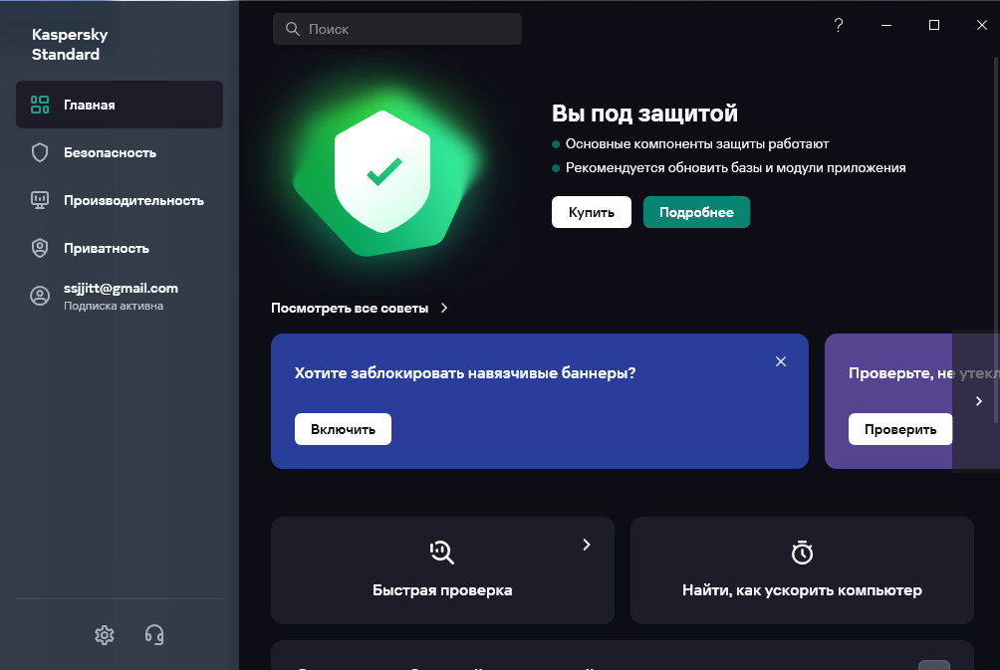 Kaspersky
Standard
Поиск
?
Главная
Безопасность
Производительность
Приватность
ssjjitt@gmail.com
Подписка активна
Вы под защитой
Основные компоненты защиты работают
Рекомендуется обновить базы и модули приложения
Купить
Подробнее
Посмотреть все советы
Хотите заблокировать навязчивые баннеры?
Включить
Проверьте, не утекл
Проверить
Быстрая проверка
Найти, как ускорить компьютер